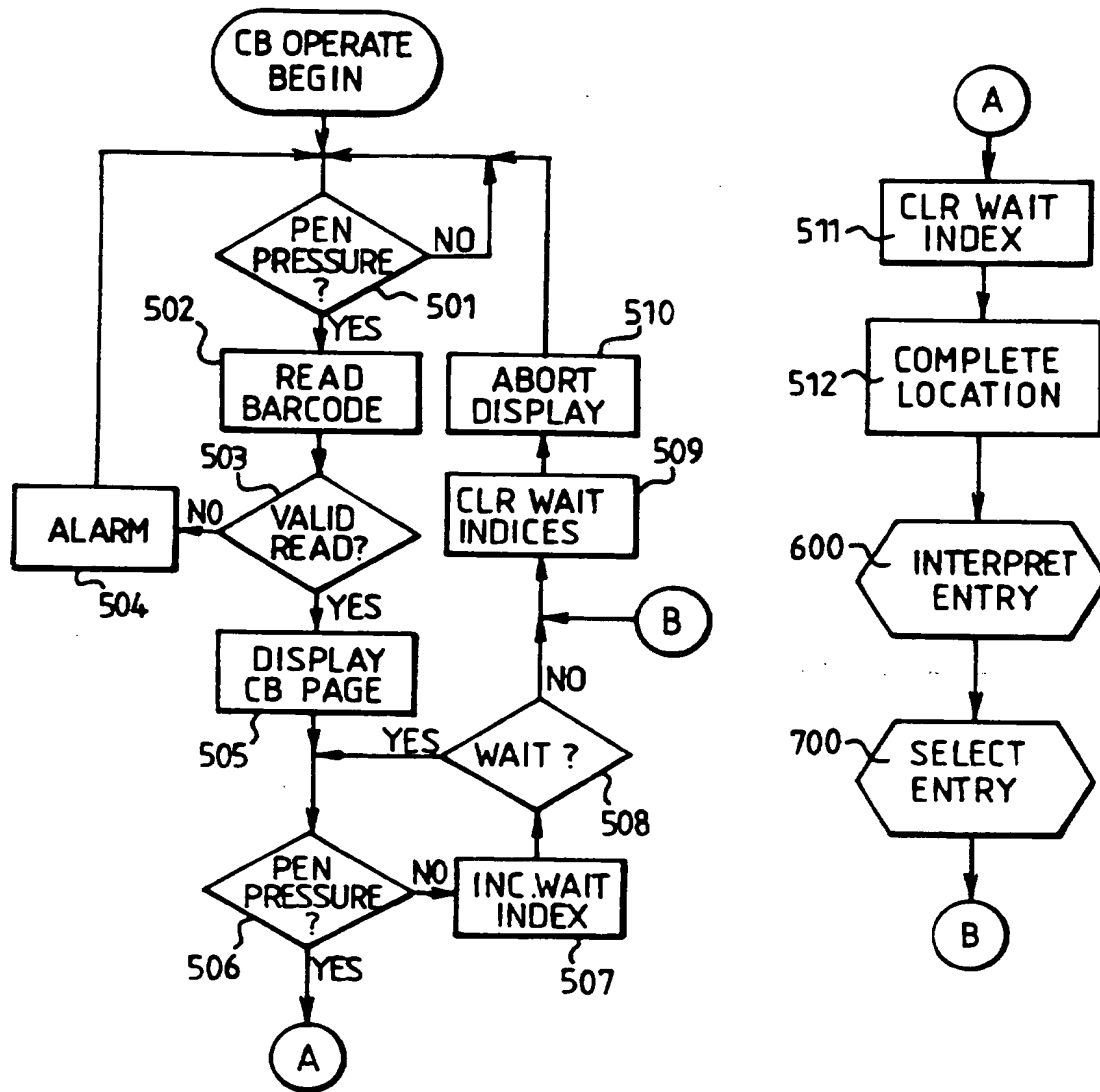 CB OPERATE
BEGIN
PEN
PRESSURE
?
NO
501
YES
502
READ
BARCODE
503
VALID
READ?
NO
ALARM
504
YES
DISPLAY
CB PAGE
505
PEN
PRESSURE
?
506
NO
YES
A
INC.WAIT
INDEX
507
WAIT ?
508
YES
NO
B
CLR WAIT
INDICES
509
ABORT
DISPLAY
510
A
511
CLR WAIT
INDEX
512
COMPLETE
LOCATION
600
INTERPRET
ENTRY
700
SELECT
ENTRY
B